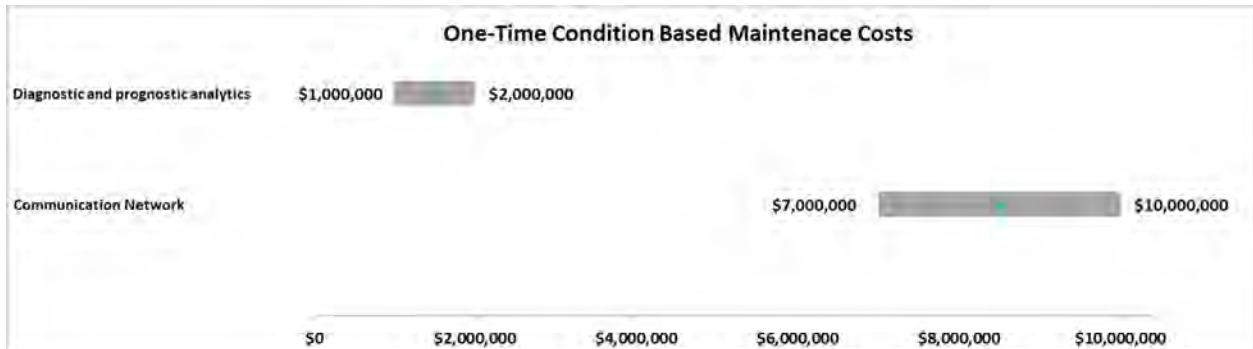 One-Time Condition Based Maintenace Costs
Diagnostic and prognostic analytics $1,000,000 $2,000,000
Communication Network $7,000,000 $10,000,000
$0 $2,000,000 $4,000,000 $6,000,000 $8,000,000 $10,000,000